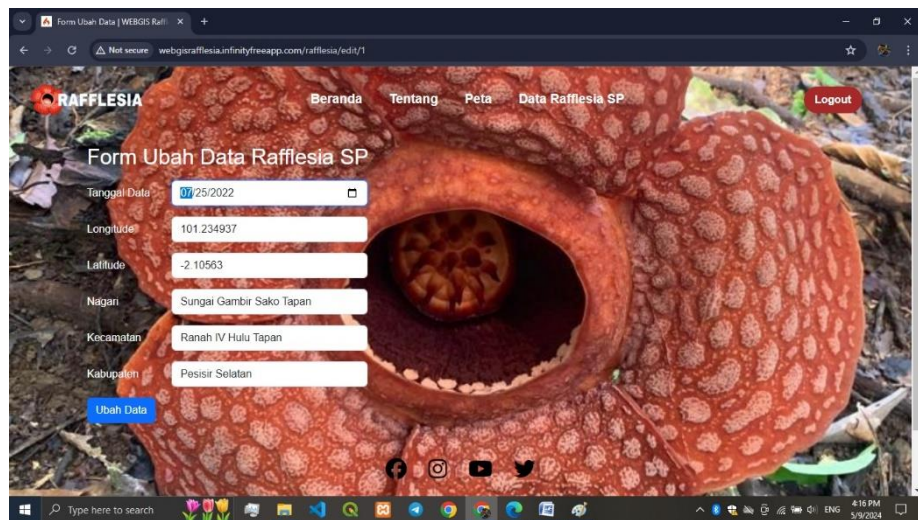 Form Ubah Data | WEBGIS Raffl
Not secure webgisrafflesia.infinityfreeapp.com/rafflesia/edit/1
RAFFLESIA Beranda Tentang Peta Data Rafflesia SP Logout
Form Ubah Data Rafflesia SP
Tanggal Data 07/25/2022
Longitude 101.234937
Latitude -2.10563
Nagari Sungai Gambir Sako Tapan
Kecamatan Ranah IV Hulu Tapan
Kabupaten Pesisir Selatan
Ubah Data
Type here to search ENG 4:16 PM
5/9/2024